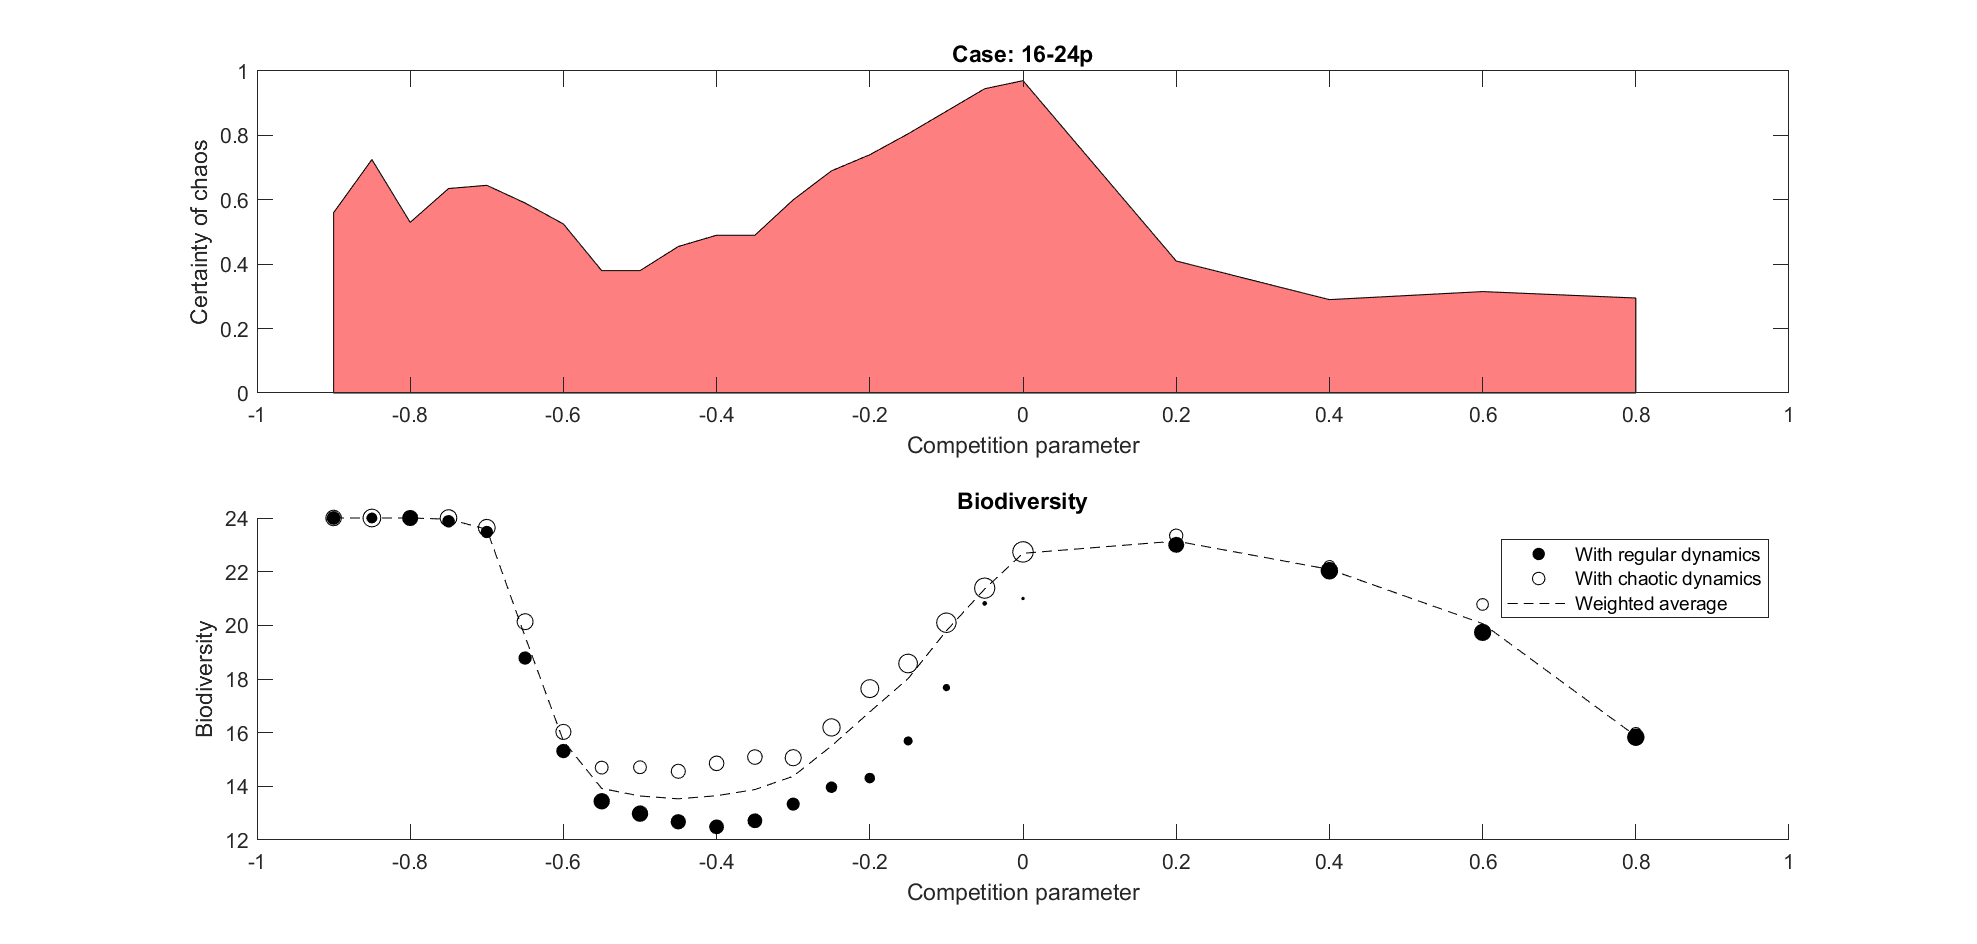 Case: 16-24p
1
0.8
0.6
0.4
0.2
0
Certainty of chaos
-1 -0.8 -0.6 -0.4 -0.2 0 0.2 0.4 0.6 0.8 1
Competition parameter
Biodiversity
24
22
20
18
16
14
12
Biodiversity
With regular dynamics
With chaotic dynamics
Weighted average
-1 -0.8 -0.6 -0.4 -0.2 0 0.2 0.4 0.6 0.8 1
Competition parameter